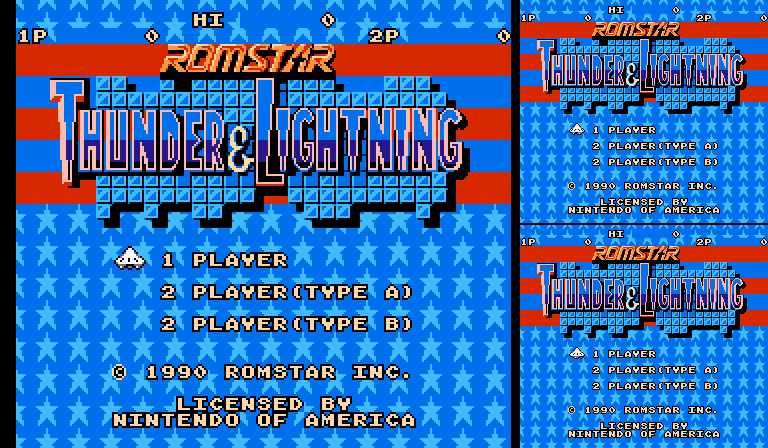 HI 0
1P 0 2P 0
ROMSTAR
THUNDER & LIGHTNING
1 PLAYER
2 PLAYER(TYPE A)
2 PLAYER(TYPE B)
© 1990 ROMSTAR INC.
LICENSED BY
NINTENDO OF AMERICA
HI 0
1P 0 2P 0
ROMSTAR
THUNDER & LIGHTNING
1 PLAYER
2 PLAYER(TYPE A)
2 PLAYER(TYPE B)
© 1990 ROMSTAR INC.
LICENSED BY
NINTENDO OF AMERICA
HI 0
1P 0 2P 0
ROMSTAR
THUNDER & LIGHTNING
1 PLAYER
2 PLAYER(TYPE A)
2 PLAYER(TYPE B)
© 1990 ROMSTAR INC.
LICENSED BY
NINTENDO OF AMERICA